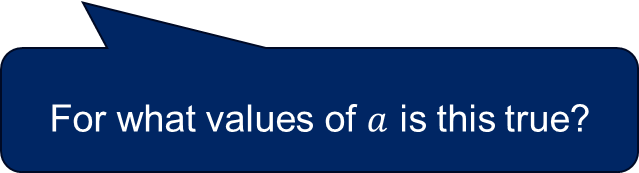 For what values of 𝑎 is this true?